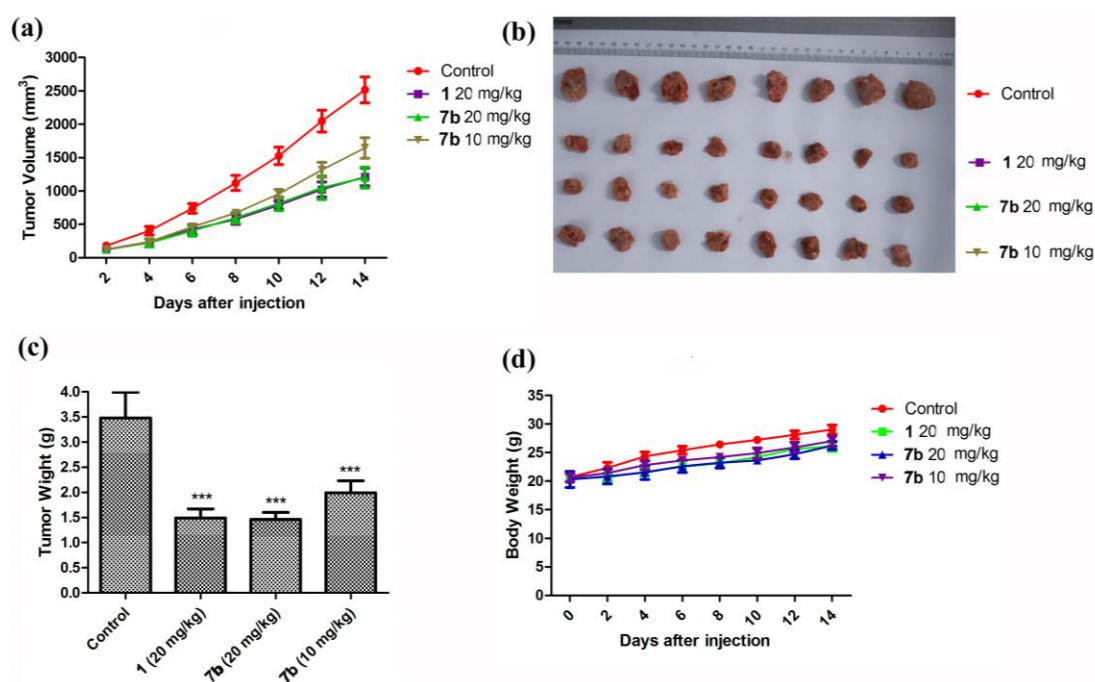 (a)
3000
2500
2000
1500
1000
500
0
Tumor Volume (mm³)
2 4 6 8 10 12 14
Days after injection
Control
1 20 mg/kg
7b 20 mg/kg
7b 10 mg/kg
(b)
Control
1 20 mg/kg
7b 20 mg/kg
7b 10 mg/kg
(c)
4.0
3.5
3.0
2.5
2.0
1.5
1.0
0.5
0.0
Tumor Wight (g)
***
***
***
Control
1 (20 mg/kg)
7b (20 mg/kg)
7b (10 mg/kg)
(d)
35
30
25
20
15
10
5
0
Body Weight (g)
0 2 4 6 8 10 12 14
Days after injection
Control
1 20 mg/kg
7b 20 mg/kg
7b 10 mg/kg